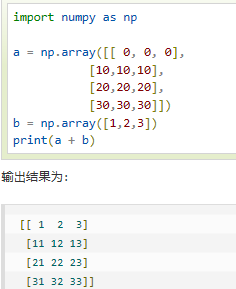 import numpy as np
a = np.array([[ 0, 0, 0],
           [10,10,10],
           [20,20,20],
           [30,30,30]])
b = np.array([1,2,3])
print(a + b)
输出结果为:
[[ 1  2  3]
 [11 12 13]
 [21 22 23]
 [31 32 33]]